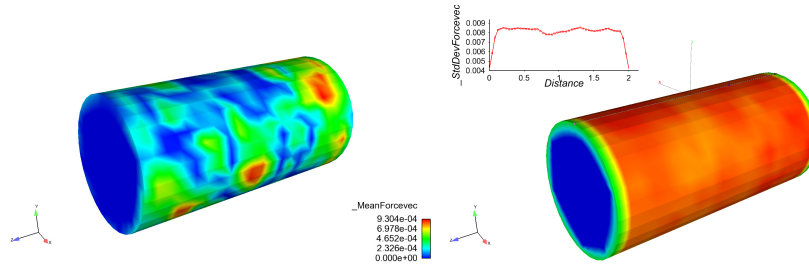 _StdDevForcevec
0.009
0.008
0.007
0.006
0.005
0.004
0 0.5 1 1.5 2
Distance
_MeanForcevec
9.304e-04
6.978e-04
4.652e-04
2.326e-04
0.000e+00
Y
Z
X
Y
Z
X